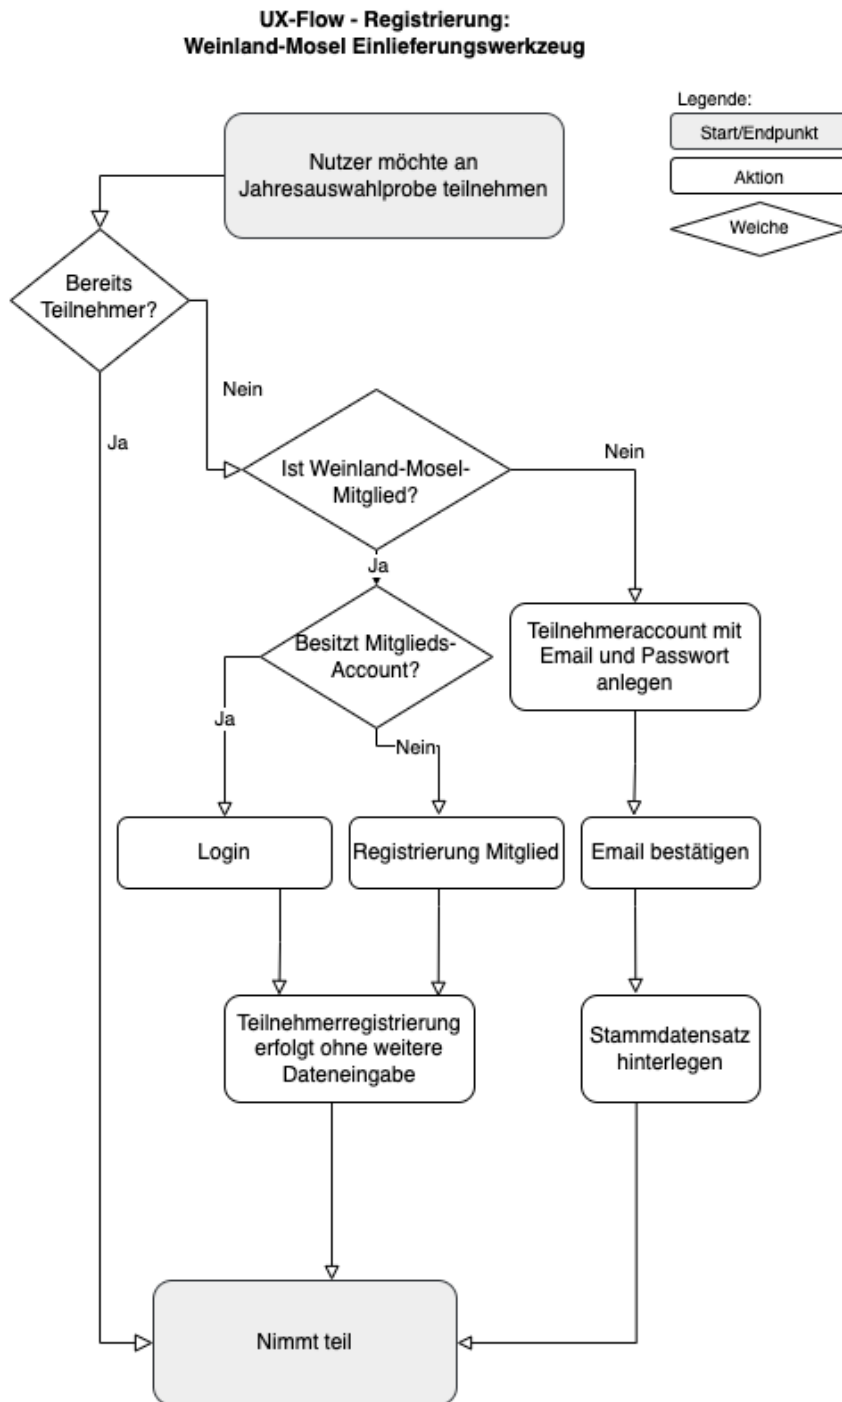 UX-Flow - Registrierung:
Weinland-Mosel Einlieferungswerkzeug
Legende:
Start/Endpunkt
Aktion
Weiche
Nutzer möchte an
Jahresauswahlprobe teilnehmen
Bereits
Teilnehmer?
Nein
Ja
Ist Weinland-Mosel-
Mitglied?
Nein
Ja
Besitzt Mitglieds-
Account?
Teilnehmeraccount mit
Email und Passwort
anlegen
Ja
Nein
Login
Registrierung Mitglied
Email bestätigen
Teilnehmerregistrierung
erfolgt ohne weitere
Dateneingabe
Stammdatensatz
hinterlegen
Nimmt teil